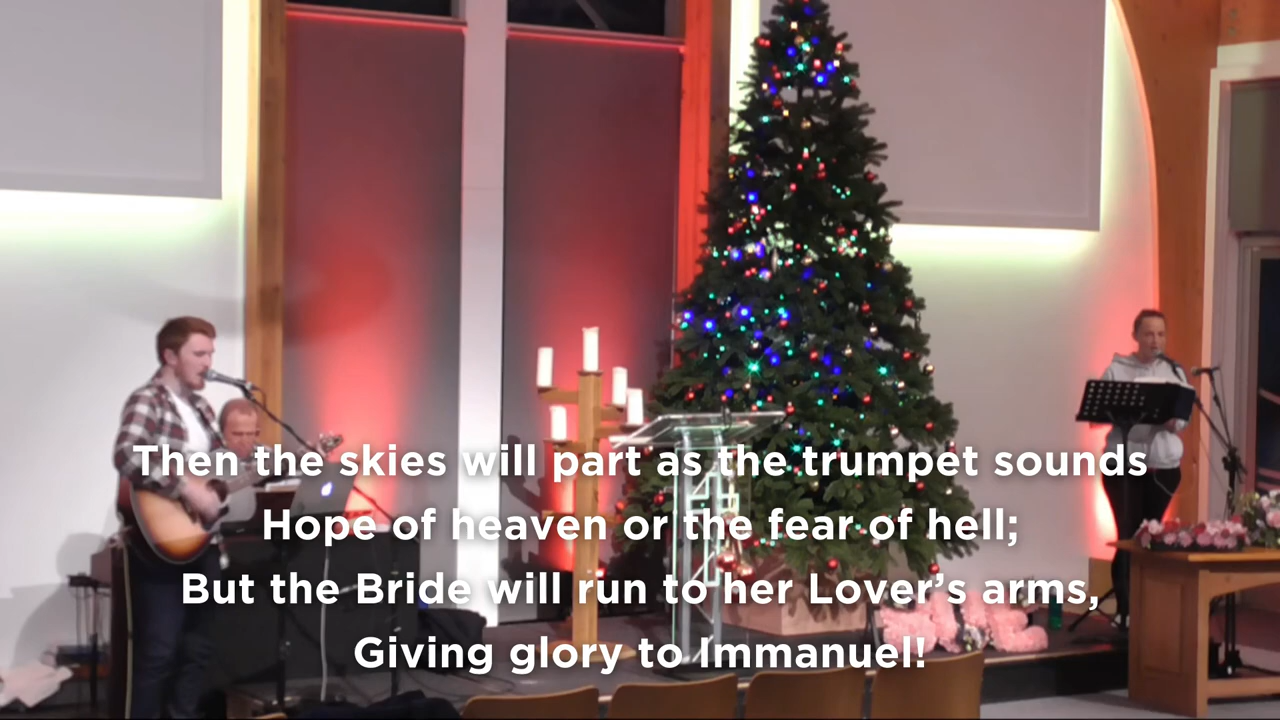 Then the skies will part as the trumpet sounds
Hope of heaven or the fear of hell;
But the Bride will run to her Lover’s arms,
Giving glory to Immanuel!